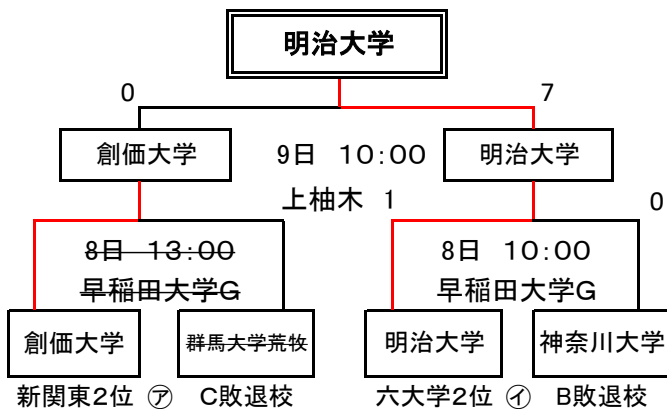 明治大学
0 7
創価大学 9日 10:00 明治大学
上柚木 1
0
8日 13:00 8日 10:00
早稲田大学G 早稲田大学G
創価大学 群馬大学荒牧 明治大学 神奈川大学
新関東2位 ㋐ C敗退校 六大学2位 ㋑ B敗退校